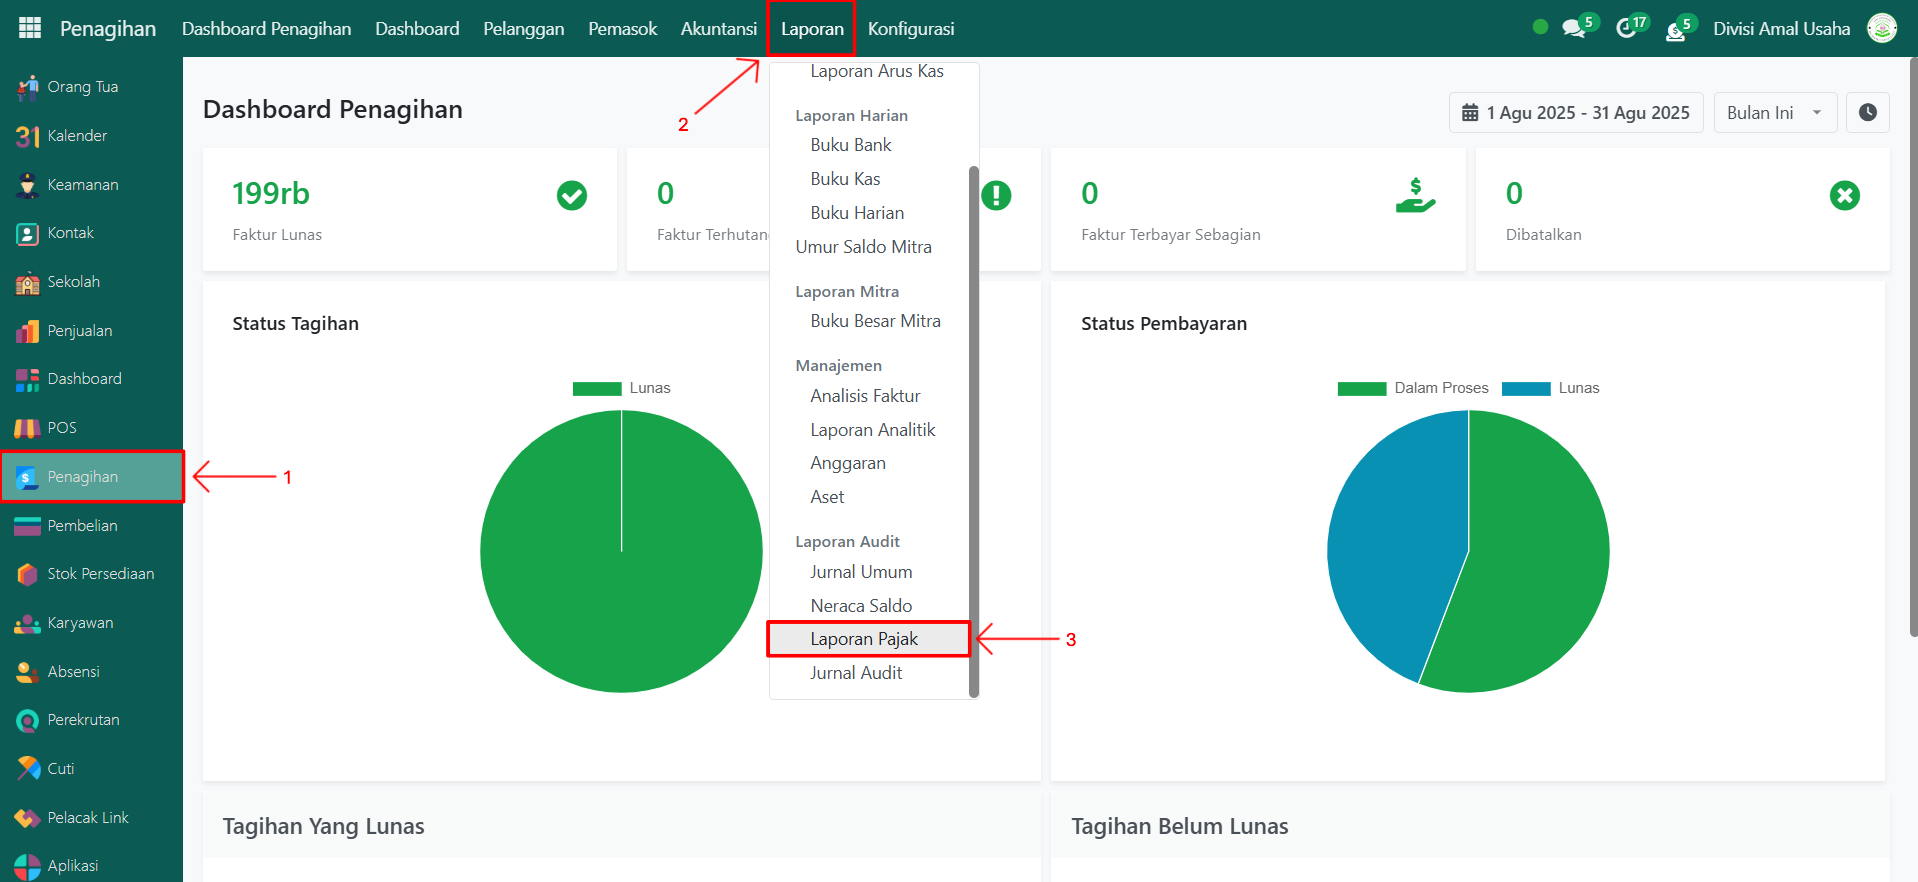 Penagihan
Dashboard Penagihan
Dashboard
Pelanggan
Pemasok
Akuntansi
Laporan
Konfigurasi
5
17
5
Divisi Amal Usaha
Orang Tua
Kalender
Keamanan
Kontak
Sekolah
Penjualan
Dashboard
POS
Penagihan
Pembelian
Stok Persediaan
Karyawan
Absensi
Perekrutan
Cuti
Pelacak Link
Aplikasi
1
2
3
Laporan Arus Kas
Laporan Harian
Buku Bank
Buku Kas
Buku Harian
Umur Saldo Mitra
Laporan Mitra
Buku Besar Mitra
Manajemen
Analisis Faktur
Laporan Analitik
Anggaran
Aset
Laporan Audit
Jurnal Umum
Neraca Saldo
Laporan Pajak
Jurnal Audit
Dashboard Penagihan
1 Agu 2025 - 31 Agu 2025
Bulan Ini
199rb
Faktur Lunas
0
Faktur Terhutan
0
Faktur Terbayar Sebagian
0
Dibatalkan
Status Tagihan
Lunas
Status Pembayaran
Dalam Proses
Lunas
Tagihan Yang Lunas
Tagihan Belum Lunas